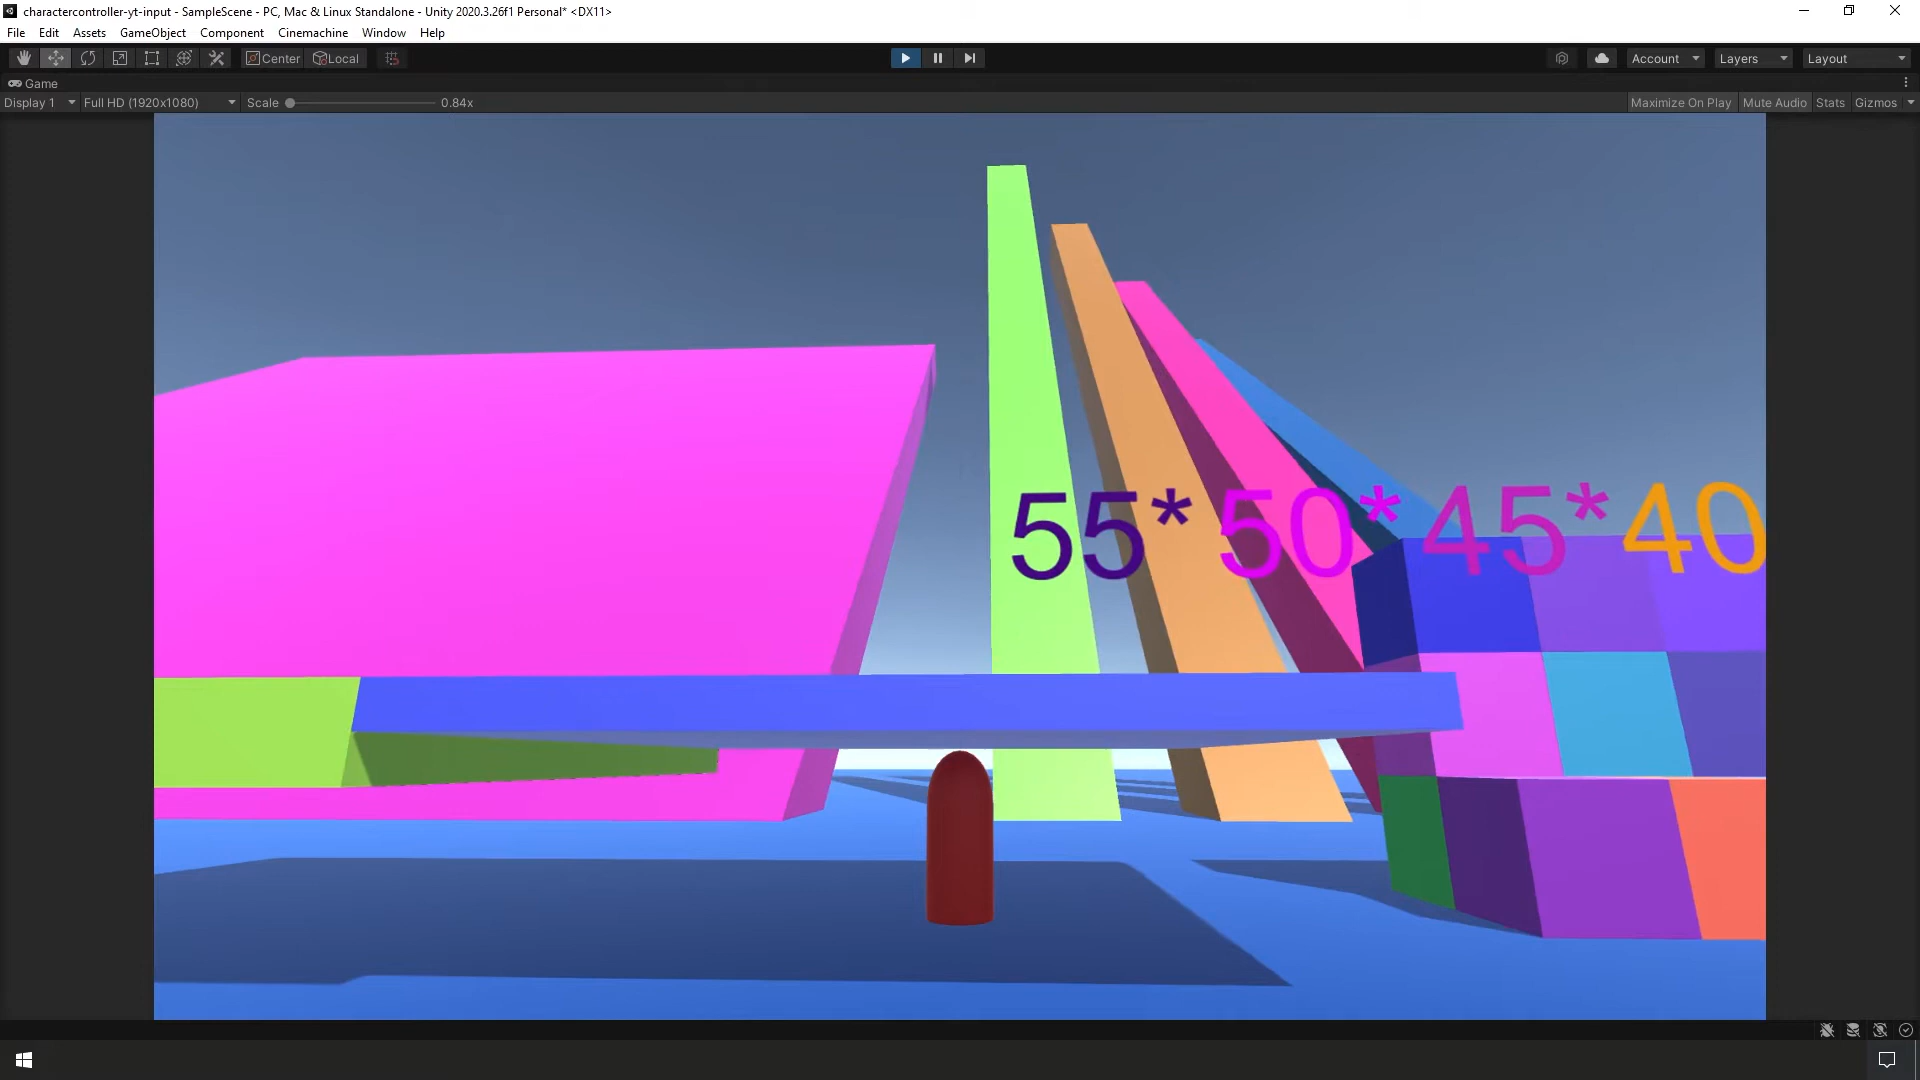 charactercontroller-yt-input - SampleScene - PC, Mac & Linux Standalone - Unity 2020.3.26f1 Personal* <DX11>
File Edit Assets GameObject Component Cinemachine Window Help
Center Local Account Layers Layout
Game
Display 1 Full HD (1920x1080) Scale 0.84x Maximize On Play Mute Audio Stats Gizmos
55* 50* 45* 40